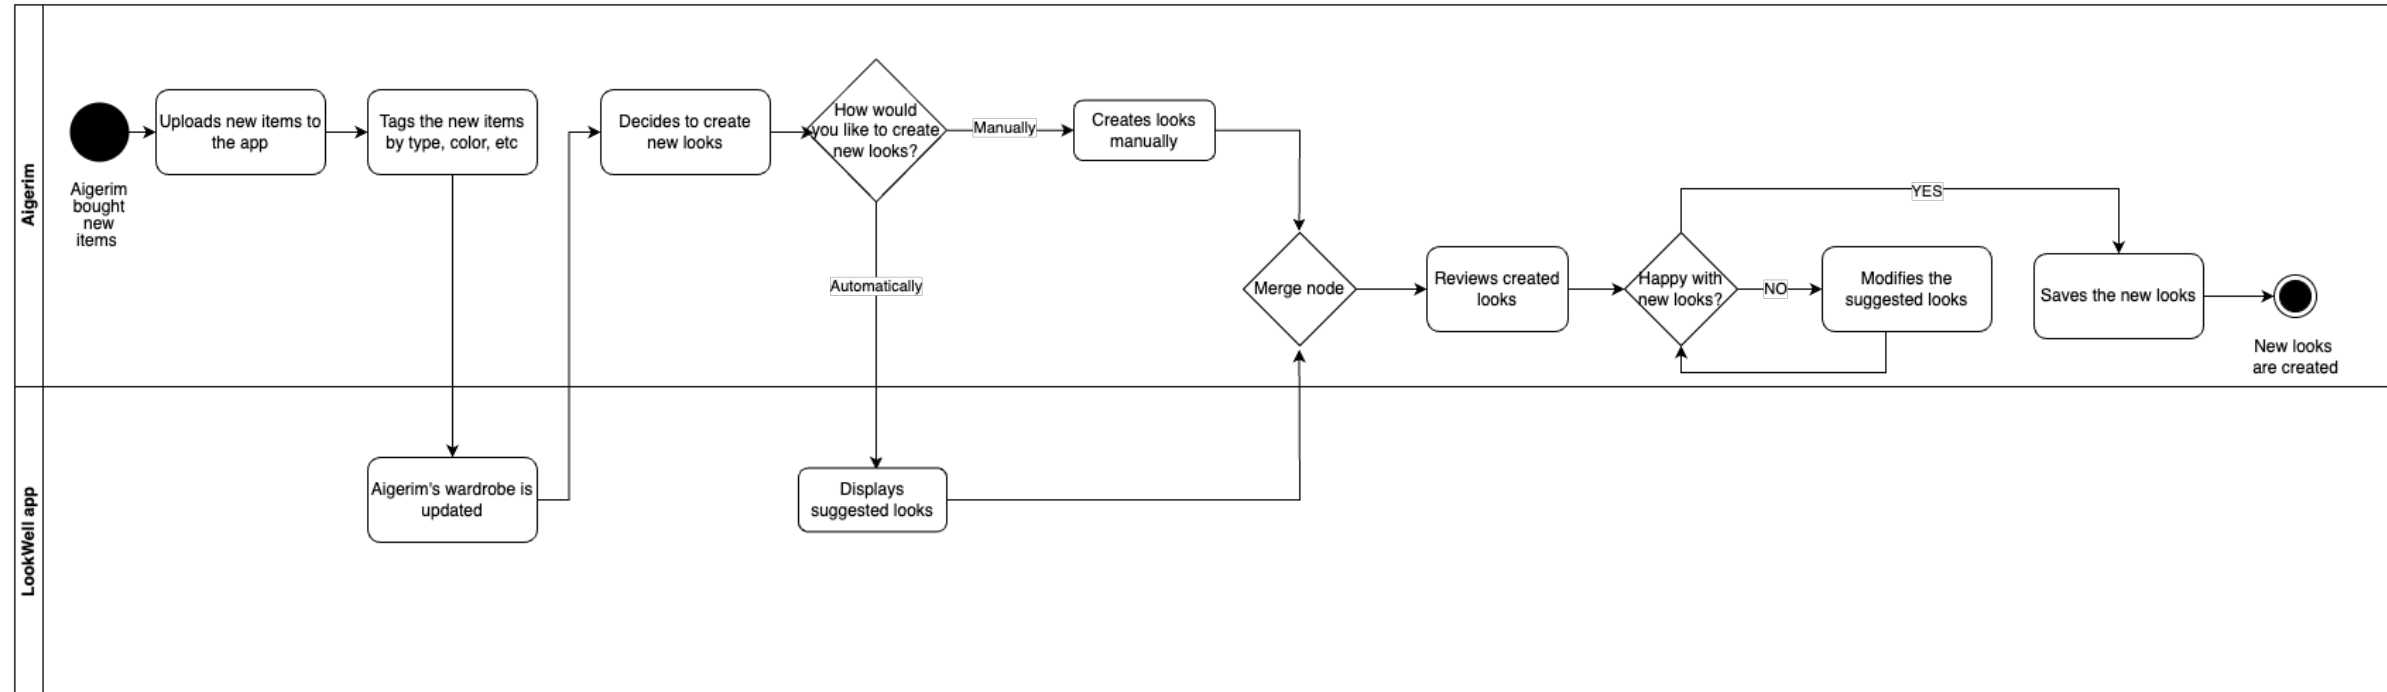 Aigerim
Aigerim
bought
new
items
Uploads new items to
the app
Tags the new items
by type, color, etc
Decides to create
new looks
How would
you like to create
new looks?
Manually
Creates looks
manually
Automatically
Merge node
Reviews created
looks
Happy with
new looks?
YES
NO
Modifies the
suggested looks
Saves the new looks
New looks
are created
LookWell app
Aigerim's wardrobe is
updated
Displays
suggested looks